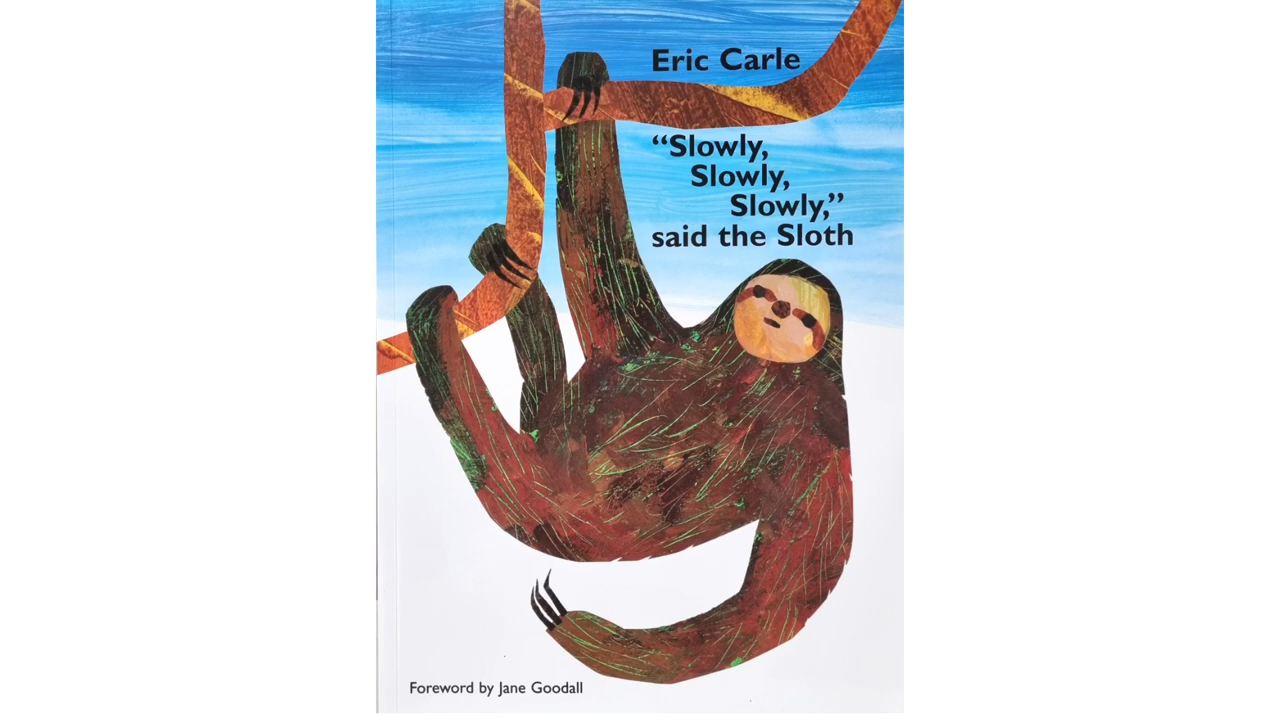 Eric Carle
“Slowly,
Slowly,
Slowly,”
said the Sloth
Foreword by Jane Goodall